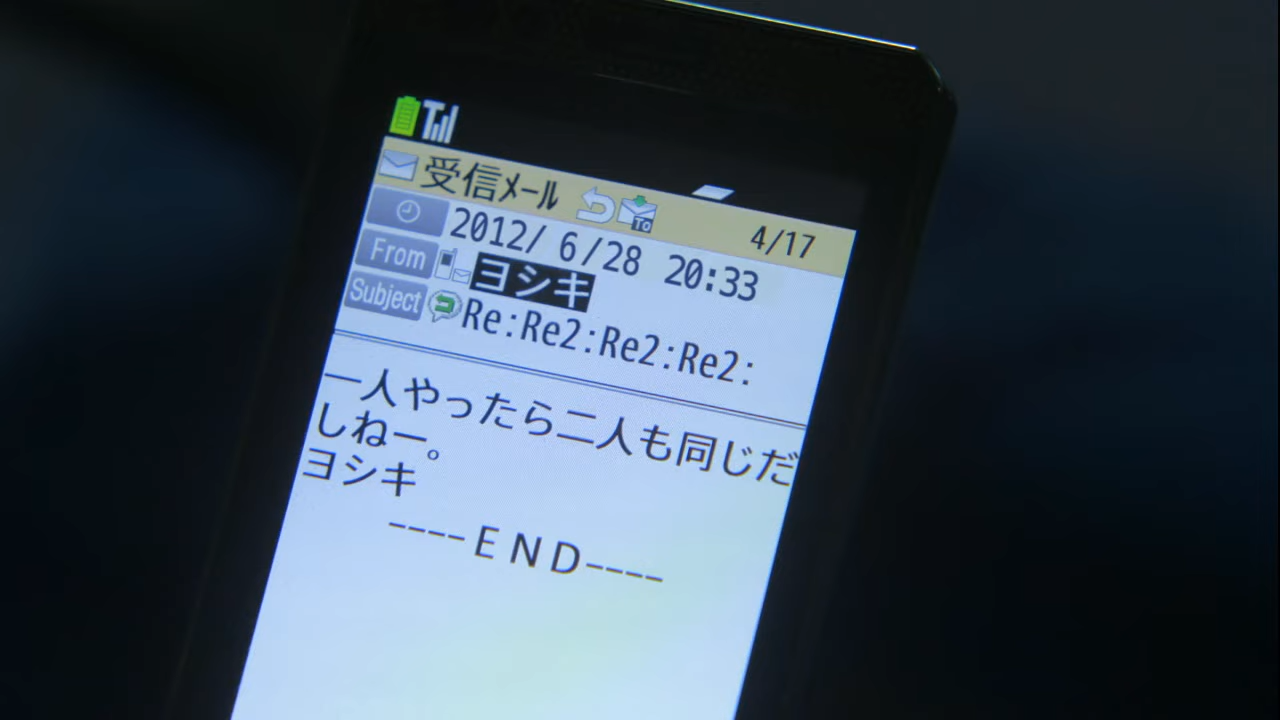 受信メール 4/17
2012/ 6/28 20:33
From ヨシキ
Subject Re:Re2:Re2:Re2:
一人やったら二人も同じだ
しねー。
ヨシキ
----END----